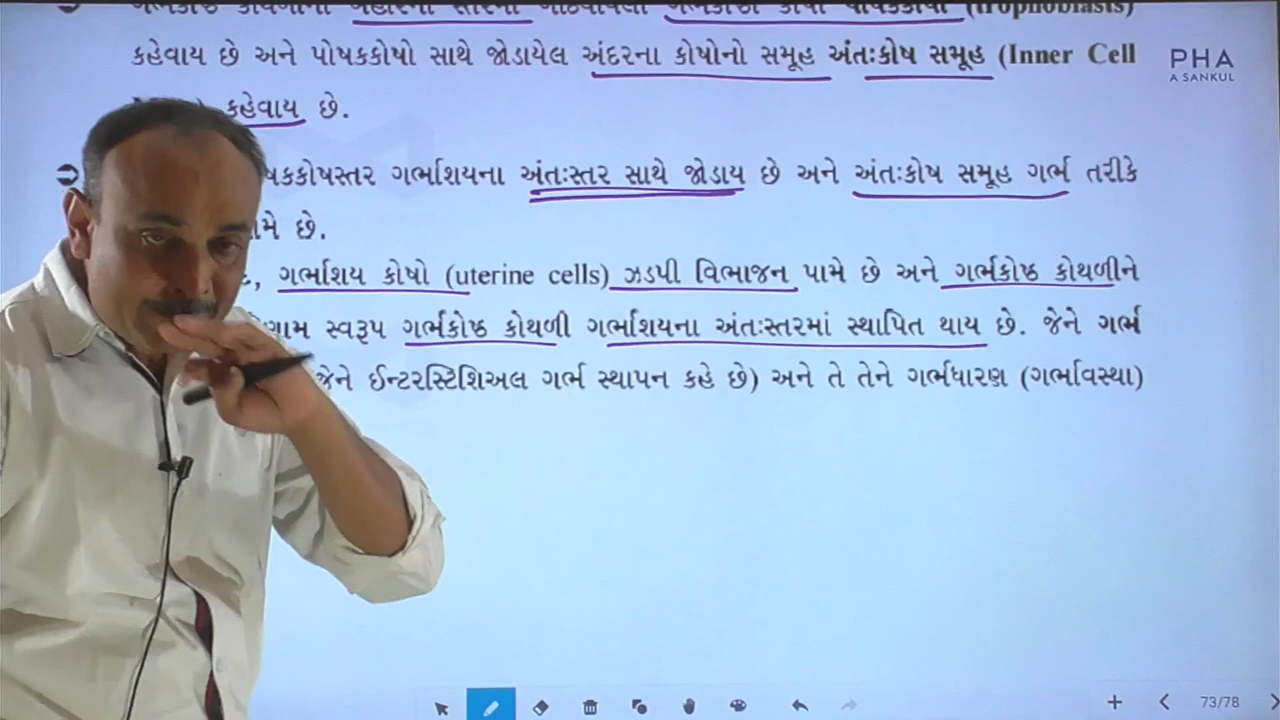 (Trophoblasts)
કહેવાય છે અને પોષકકોષો સાથે જોડાયેલ અંદરના કોષોનો સમૂહ અંતઃકોષ સમૂહ (Inner Cell
PHA
A SANKUL
કહેવાય છે.
ષકકોષસ્તર ગર્ભાશયના અંતઃસ્તર સાથે જોડાય છે અને અંતઃકોષ સમૂહ ગર્ભ તરીકે
ામે છે.
, ગર્ભાશય કોષો (uterine cells) ઝડપી વિભાજન પામે છે અને ગર્ભકોષ્ઠ કોથળીને
ણામ સ્વરૂપ ગર્ભકોષ્ઠ કોથળી ગર્ભાશયના અંતઃસ્તરમાં સ્થાપિત થાય છે. જેને ગર્ભ
જેને ઈન્ટરસ્ટિશિઅલ ગર્ભ સ્થાપન કહે છે) અને તે તેને ગર્ભધારણ (ગર્ભાવસ્થા)
73/78